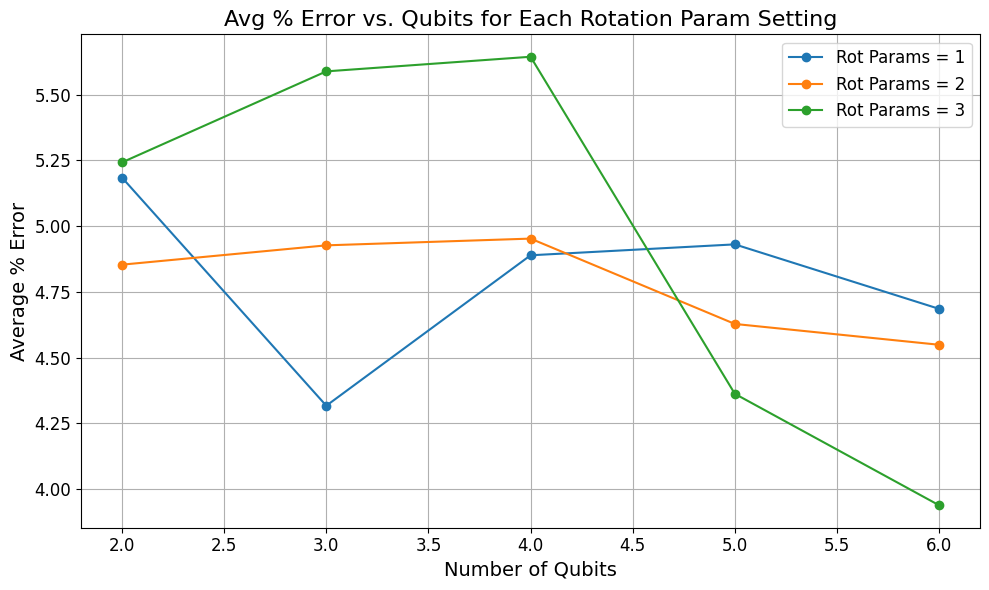 Avg % Error vs. Qubits for Each Rotation Param Setting
Rot Params = 1
Rot Params = 2
Rot Params = 3
Average % Error
5.50
5.25
5.00
4.75
4.50
4.25
4.00
2.0 2.5 3.0 3.5 4.0 4.5 5.0 5.5 6.0
Number of Qubits